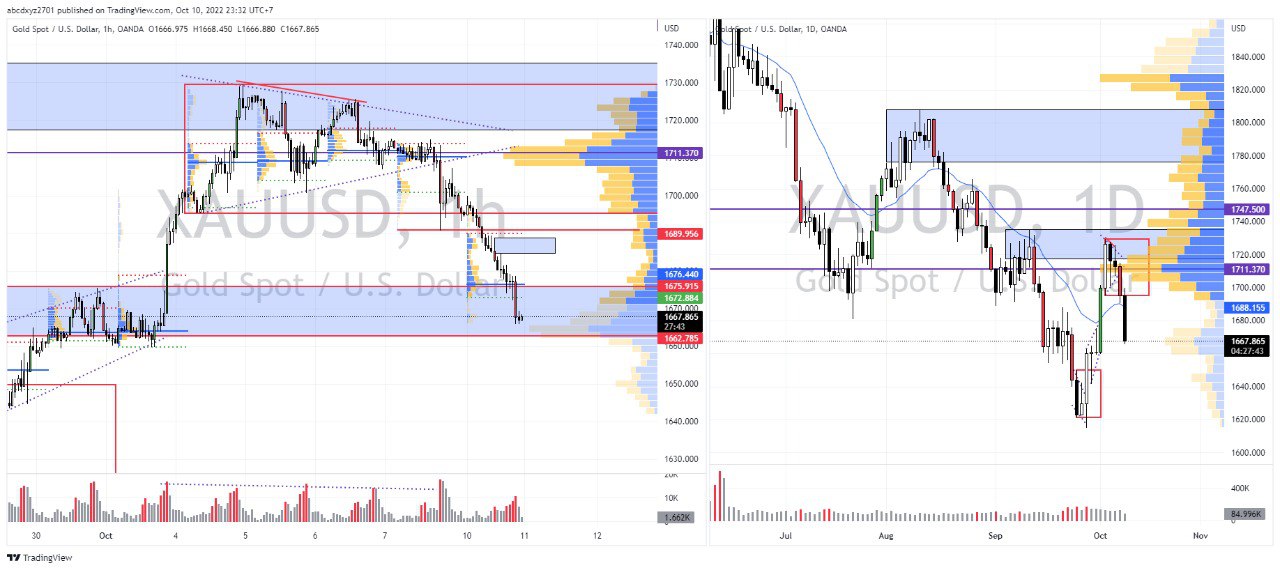 abcdxyz2701 published on TradingView.com, Oct 10, 2022 23:32 UTC+7
Gold Spot / U.S. Dollar, 1h, OANDA O1666.975 H1668.450 L1666.880 C1667.865
USD
1740.000
1730.000
1720.000
1711.370
1700.000
1689.956
1676.440
1675.915
1672.884
1667.865
27:43
1662.785
1660.000
1650.000
1640.000
1630.000
XAUUSD, 1h
Gold Spot / U.S. Dollar
20K
10K
1.662K
30
Oct
4
5
6
7
10
11
12
Gold Spot / U.S. Dollar, 1D, OANDA
USD
1840.000
1820.000
1800.000
1780.000
1760.000
1747.500
1720.000
1711.370
1700.000
1688.155
1680.000
1667.865
04:27:43
1640.000
1620.000
1600.000
XAUUSD, 1D
Gold Spot / U.S. Dollar
400K
84.996K
Jul
Aug
Sep
Oct
Nov
TradingView